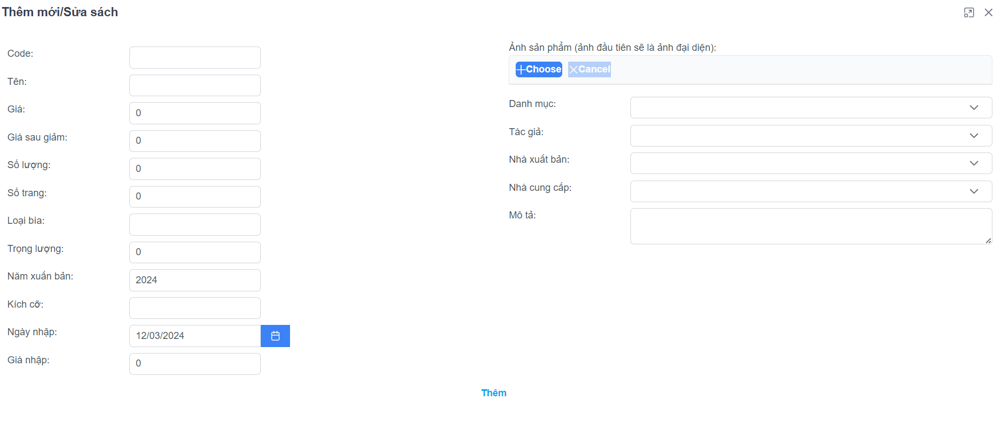 Thêm mới/Sửa sách
Code:
Tên:
Giá:
0
Giá sau giảm:
0
Số lượng:
0
Số trang:
0
Loại bìa:
Trọng lượng:
0
Năm xuấn bản:
2024
Kích cỡ:
Ngày nhập:
12/03/2024
Giá nhập:
0
Ảnh sản phẩm (ảnh đầu tiên sẽ là ảnh đại diện):
Choose Cancel
Danh mục:
Tác giả:
Nhà xuất bản:
Nhà cung cấp:
Mô tả:
Thêm